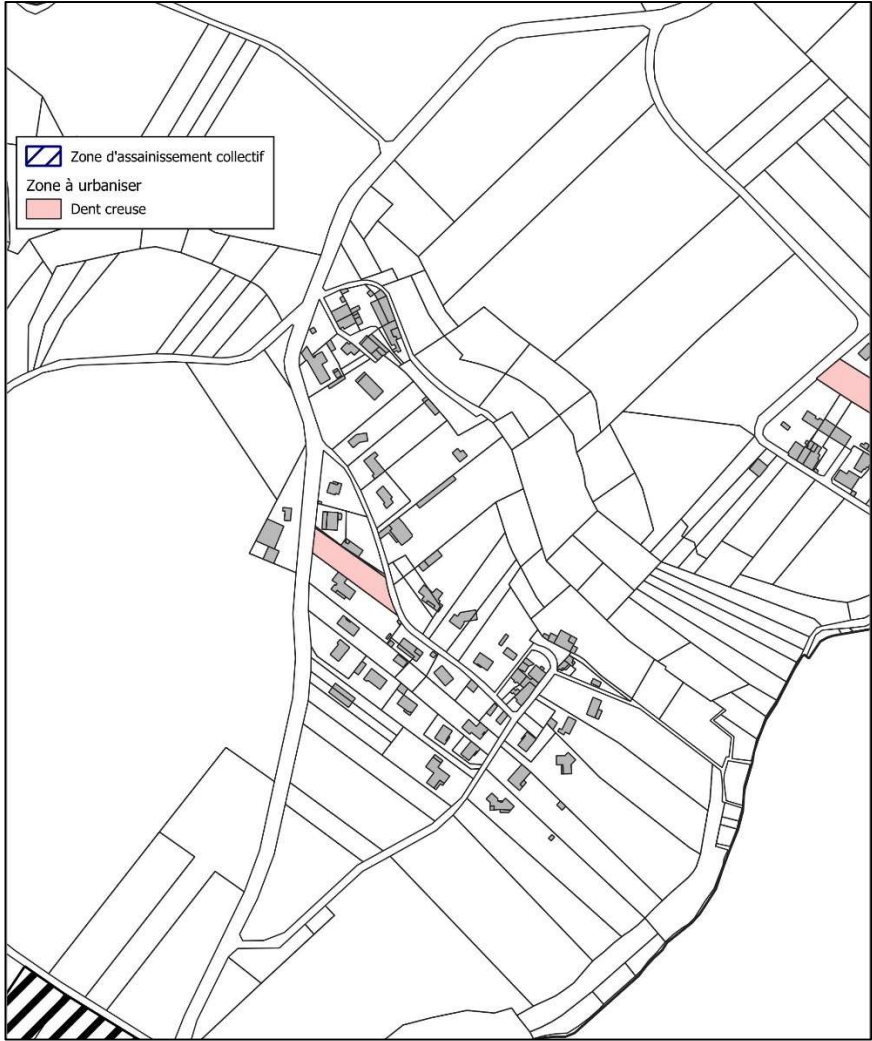 Zone d'assainissement collectif
Zone à urbaniser
Dent creuse